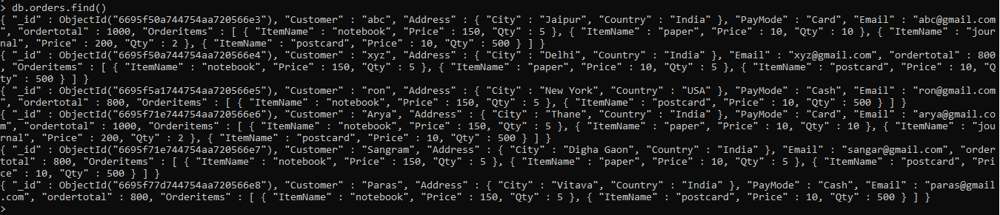 > db.orders.find()
{ "_id" : ObjectId("6695f50a744754aa720566e3"), "Customer" : "abc", "Address" : { "City" : "Jaipur", "Country" : "India" }, "PayMode" : "Card", "Email" : "abc@gmail.com
", "ordertotal" : 1000, "Orderitems" : [ { "ItemName" : "notebook", "Price" : 150, "Qty" : 5 }, { "ItemName" : "paper", "Price" : 10, "Qty" : 10 }, { "ItemName" : "jour
nal", "Price" : 200, "Qty" : 2 }, { "ItemName" : "postcard", "Price" : 10, "Qty" : 500 } ] }
{ "_id" : ObjectId("6695f50a744754aa720566e4"), "Customer" : "xyz", "Address" : { "City" : "Delhi", "Country" : "India" }, "Email" : "xyz@gmail.com", "ordertotal" : 800
, "Orderitems" : [ { "ItemName" : "notebook", "Price" : 150, "Qty" : 5 }, { "ItemName" : "paper", "Price" : 10, "Qty" : 5 }, { "ItemName" : "postcard", "Price" : 10, "Q
ty" : 500 } ] }
{ "_id" : ObjectId("6695f5a1744754aa720566e5"), "Customer" : "ron", "Address" : { "City" : "New York", "Country" : "USA" }, "PayMode" : "Cash", "Email" : "ron@gmail.com
", "ordertotal" : 800, "Orderitems" : [ { "ItemName" : "notebook", "Price" : 150, "Qty" : 5 }, { "ItemName" : "postcard", "Price" : 10, "Qty" : 500 } ] }
{ "_id" : ObjectId("6695f71e744754aa720566e6"), "Customer" : "Arya", "Address" : { "City" : "Thane", "Country" : "India" }, "PayMode" : "Card", "Email" : "arya@gmail.co
m", "ordertotal" : 1000, "Orderitems" : [ { "ItemName" : "notebook", "Price" : 150, "Qty" : 5 }, { "ItemName" : "paper", "Price" : 10, "Qty" : 10 }, { "ItemName" : "jou
rnal", "Price" : 200, "Qty" : 2 }, { "ItemName" : "postcard", "Price" : 10, "Qty" : 500 } ] }
{ "_id" : ObjectId("6695f71e744754aa720566e7"), "Customer" : "Sangram", "Address" : { "City" : "Digha Gaon", "Country" : "India" }, "Email" : "sangar@gmail.com", "order
total" : 800, "Orderitems" : [ { "ItemName" : "notebook", "Price" : 150, "Qty" : 5 }, { "ItemName" : "paper", "Price" : 10, "Qty" : 5 }, { "ItemName" : "postcard", "Pri
ce" : 10, "Qty" : 500 } ] }
{ "_id" : ObjectId("6695f77d744754aa720566e8"), "Customer" : "Paras", "Address" : { "City" : "Vitava", "Country" : "India" }, "PayMode" : "Cash", "Email" : "paras@gmail
.com", "ordertotal" : 800, "Orderitems" : [ { "ItemName" : "notebook", "Price" : 150, "Qty" : 5 }, { "ItemName" : "postcard", "Price" : 10, "Qty" : 500 } ] }
>